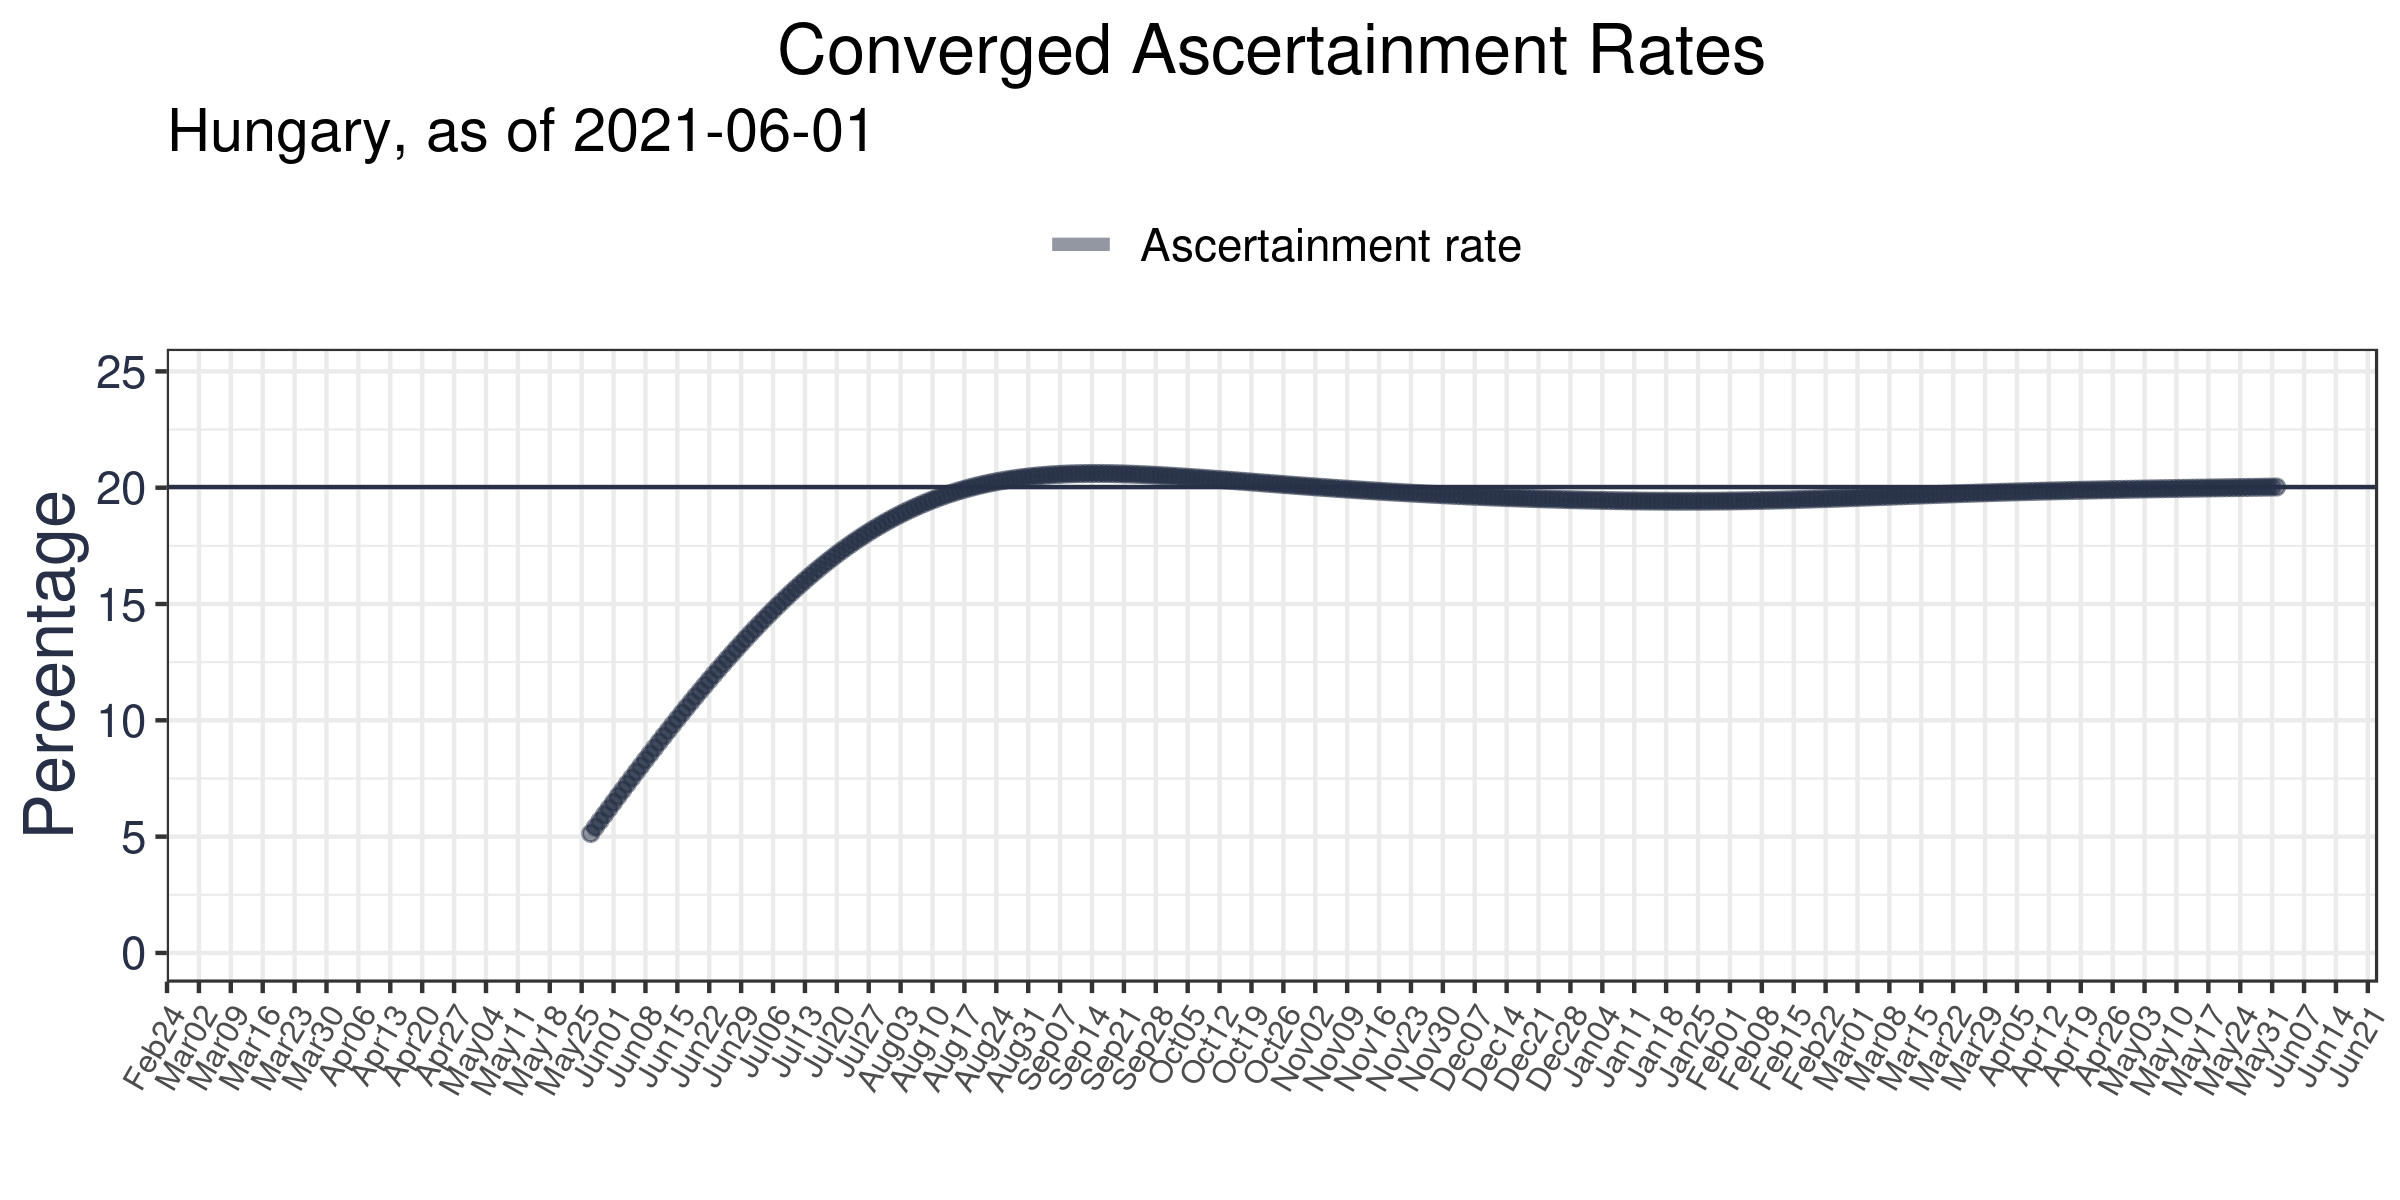 Converged Ascertainment Rates
Hungary, as of 2021-06-01
Ascertainment rate
Percentage
25
20
15
10
5
0
Feb24
Mar02
Mar09
Mar16
Mar23
Mar30
Apr06
Apr13
Apr20
Apr27
May04
May11
May18
May25
Jun01
Jun08
Jun15
Jun22
Jun29
Jul06
Jul13
Jul20
Jul27
Aug03
Aug10
Aug17
Aug24
Aug31
Sep07
Sep14
Sep21
Sep28
Oct05
Oct12
Oct19
Oct26
Nov02
Nov09
Nov16
Nov23
Nov30
Dec07
Dec14
Dec21
Dec28
Jan04
Jan11
Jan18
Jan25
Feb01
Feb08
Feb15
Feb22
Mar01
Mar08
Mar15
Mar22
Mar29
Apr05
Apr12
Apr19
Apr26
May03
May10
May17
May24
May31
Jun07
Jun14
Jun21